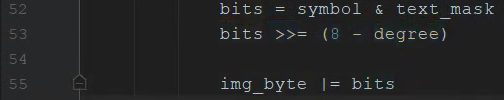 52 bits = symbol & text_mask
53 bits >>= (8 - degree)
54
55 img_byte |= bits